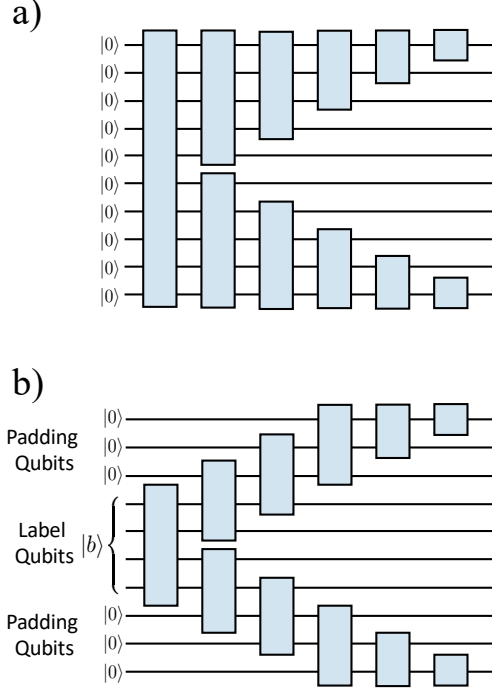 a)
|0⟩
|0⟩
|0⟩
|0⟩
|0⟩
|0⟩
|0⟩
|0⟩
|0⟩
|0⟩
b)
|0⟩
Padding
Qubits
|0⟩
|0⟩
Label
Qubits
|b⟩
Padding
Qubits
|0⟩
|0⟩
|0⟩